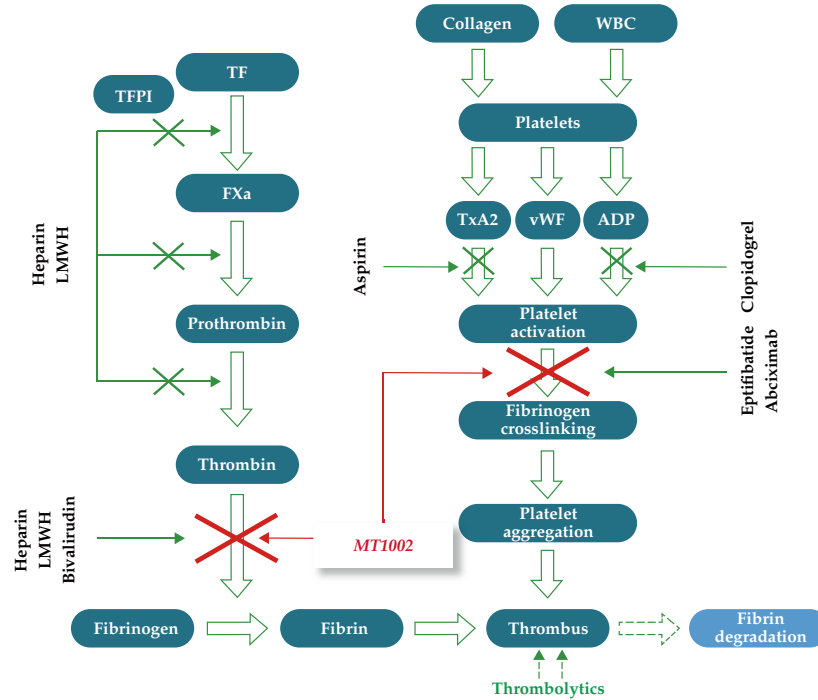 Collagen
WBC
TF
TFPI
Platelets
FXa
TxA2
vWF
ADP
Heparin
LMWH
Aspirin
Clopidogrel
Prothrombin
Platelet
activation
Eptifibatide
Abciximab
Fibrinogen
crosslinking
Thrombin
Platelet
aggregation
Heparin
LMWH
Bivalirudin
MT1002
Fibrinogen
Fibrin
Thrombus
Fibrin
degradation
Thrombolytics